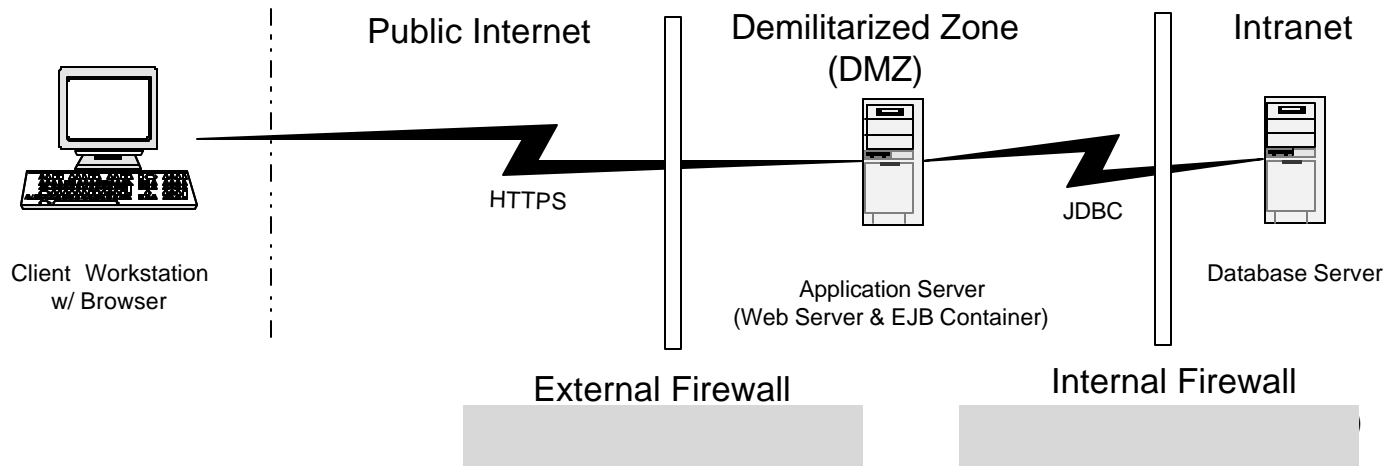 Public Internet
Demilitarized Zone
(DMZ)
Intranet
HTTPS
JDBC
Client Workstation
w/ Browser
Application Server
(Web Server & EJB Container)
Database Server
External Firewall
Internal Firewall
)